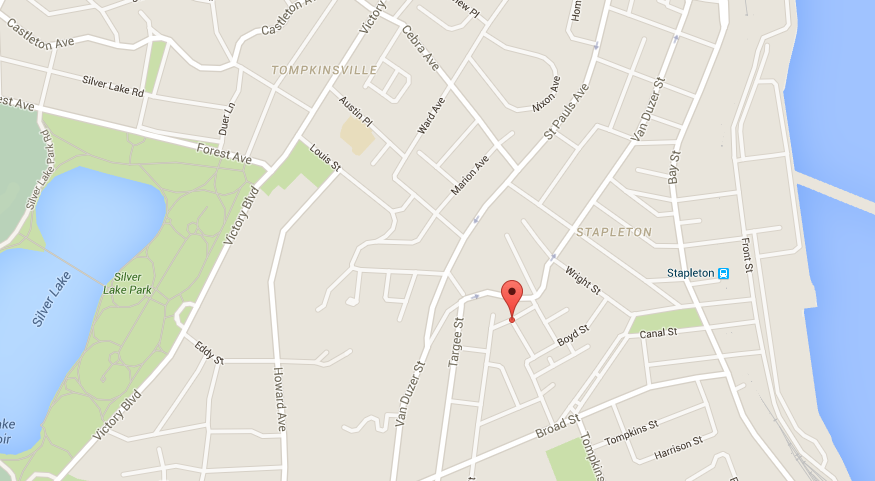 Castleton Ave
Castleton Ave
Victory
Cebra Ave
TOMPKINSVILLE
Silver Lake Rd
Duer Ln
Austin Pl
Ward Ave
Nixon Ave
St Pauls Ave
Van Duzer St
Bay St
Forest Ave
Louis St
Marion Ave
Silver Lake Park Rd
Victory Blvd
STAPLETON
Front St
Wright St
Stapleton
Silver Lake
Silver
Lake Park
Canal St
Boyd St
Targee St
Eddy St
Howard Ave
Van Duzer St
Victory Blvd
Broad St
Tompkins St
Harrison St
Tompkins